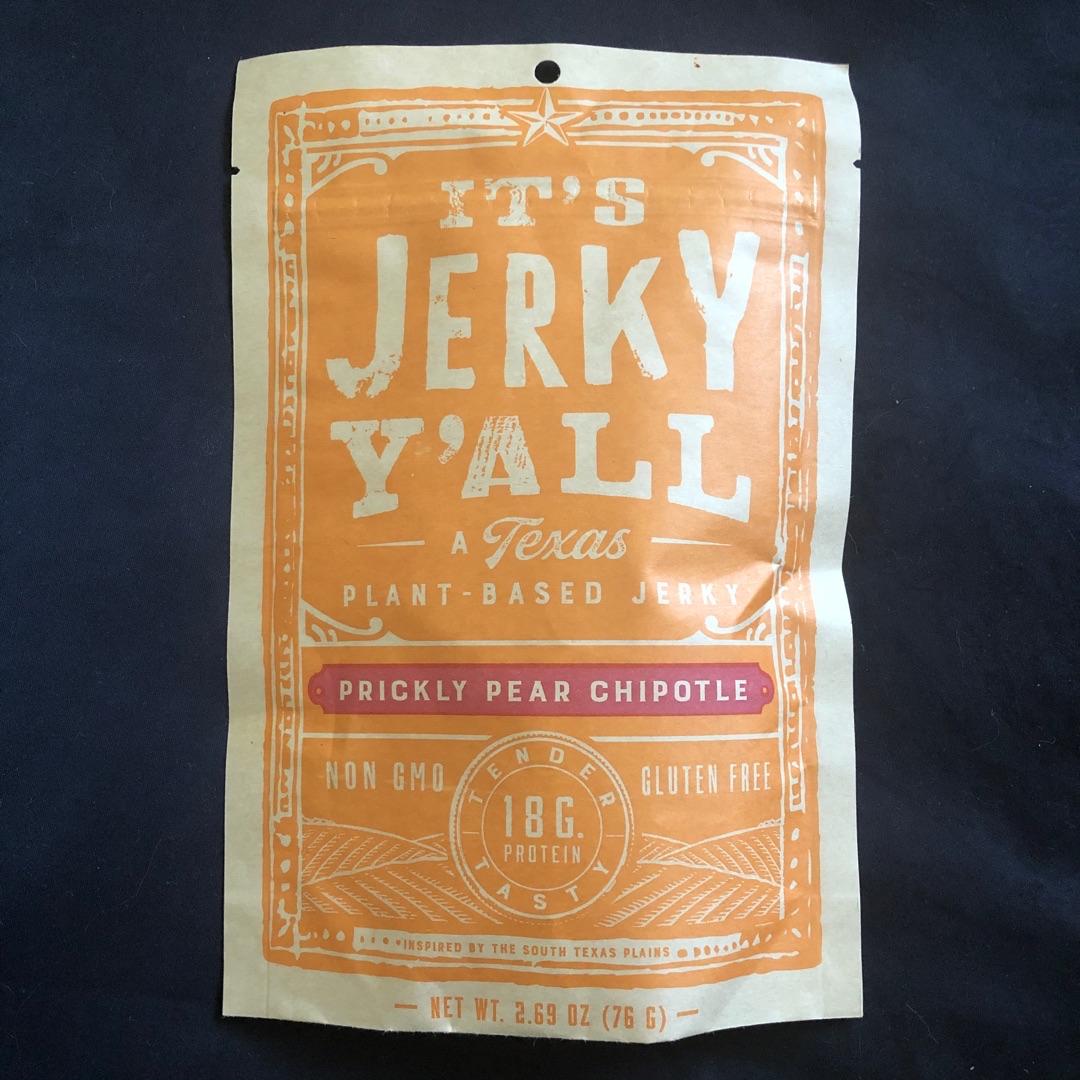 IT'S
JERKY
Y'ALL
A Texas
PLANT-BASED JERKY
PRICKLY PEAR CHIPOTLE
NON GMO
TENDER
18G.
PROTEIN
TASTY
GLUTEN FREE
INSPIRED BY THE SOUTH TEXAS PLAINS
NET WT. 2.69 OZ (76 G)